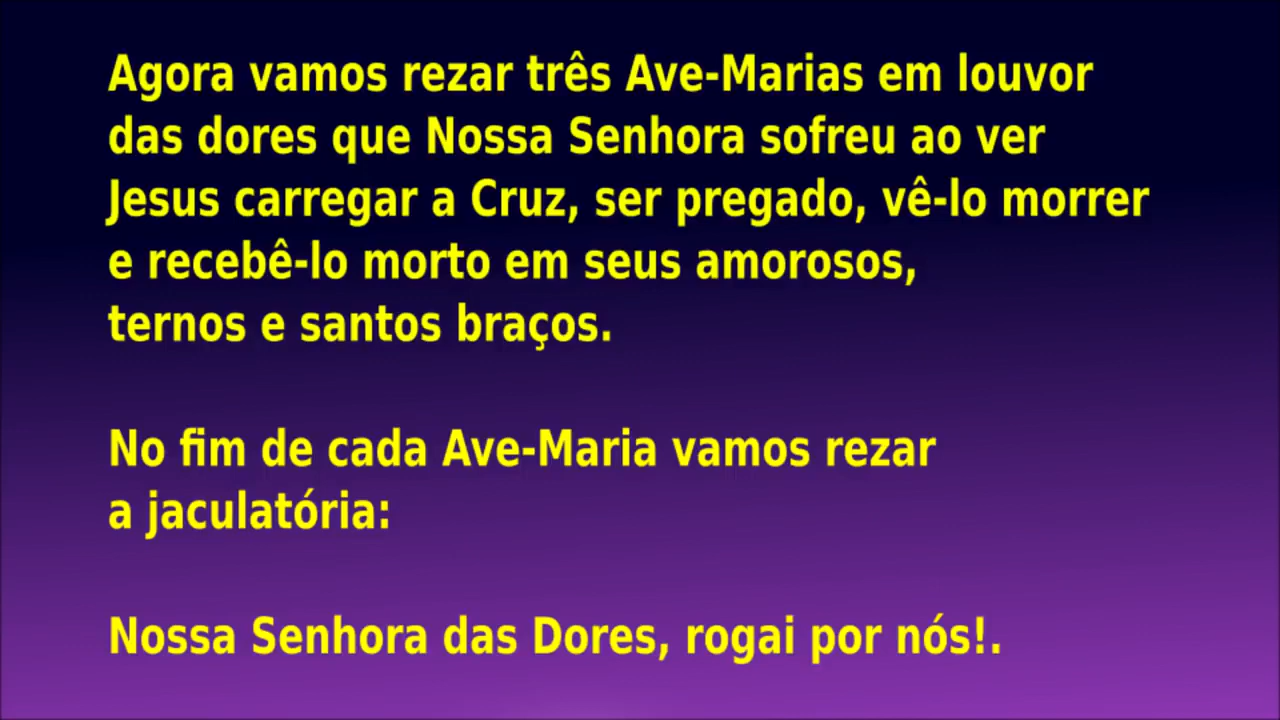 Agora vamos rezar três Ave-Marias em louvor
das dores que Nossa Senhora sofreu ao ver
Jesus carregar a Cruz, ser pregado, vê-lo morrer
e recebê-lo morto em seus amorosos,
ternos e santos braços.
No fim de cada Ave-Maria vamos rezar
a jaculatória:
Nossa Senhora das Dores, rogai por nós!.